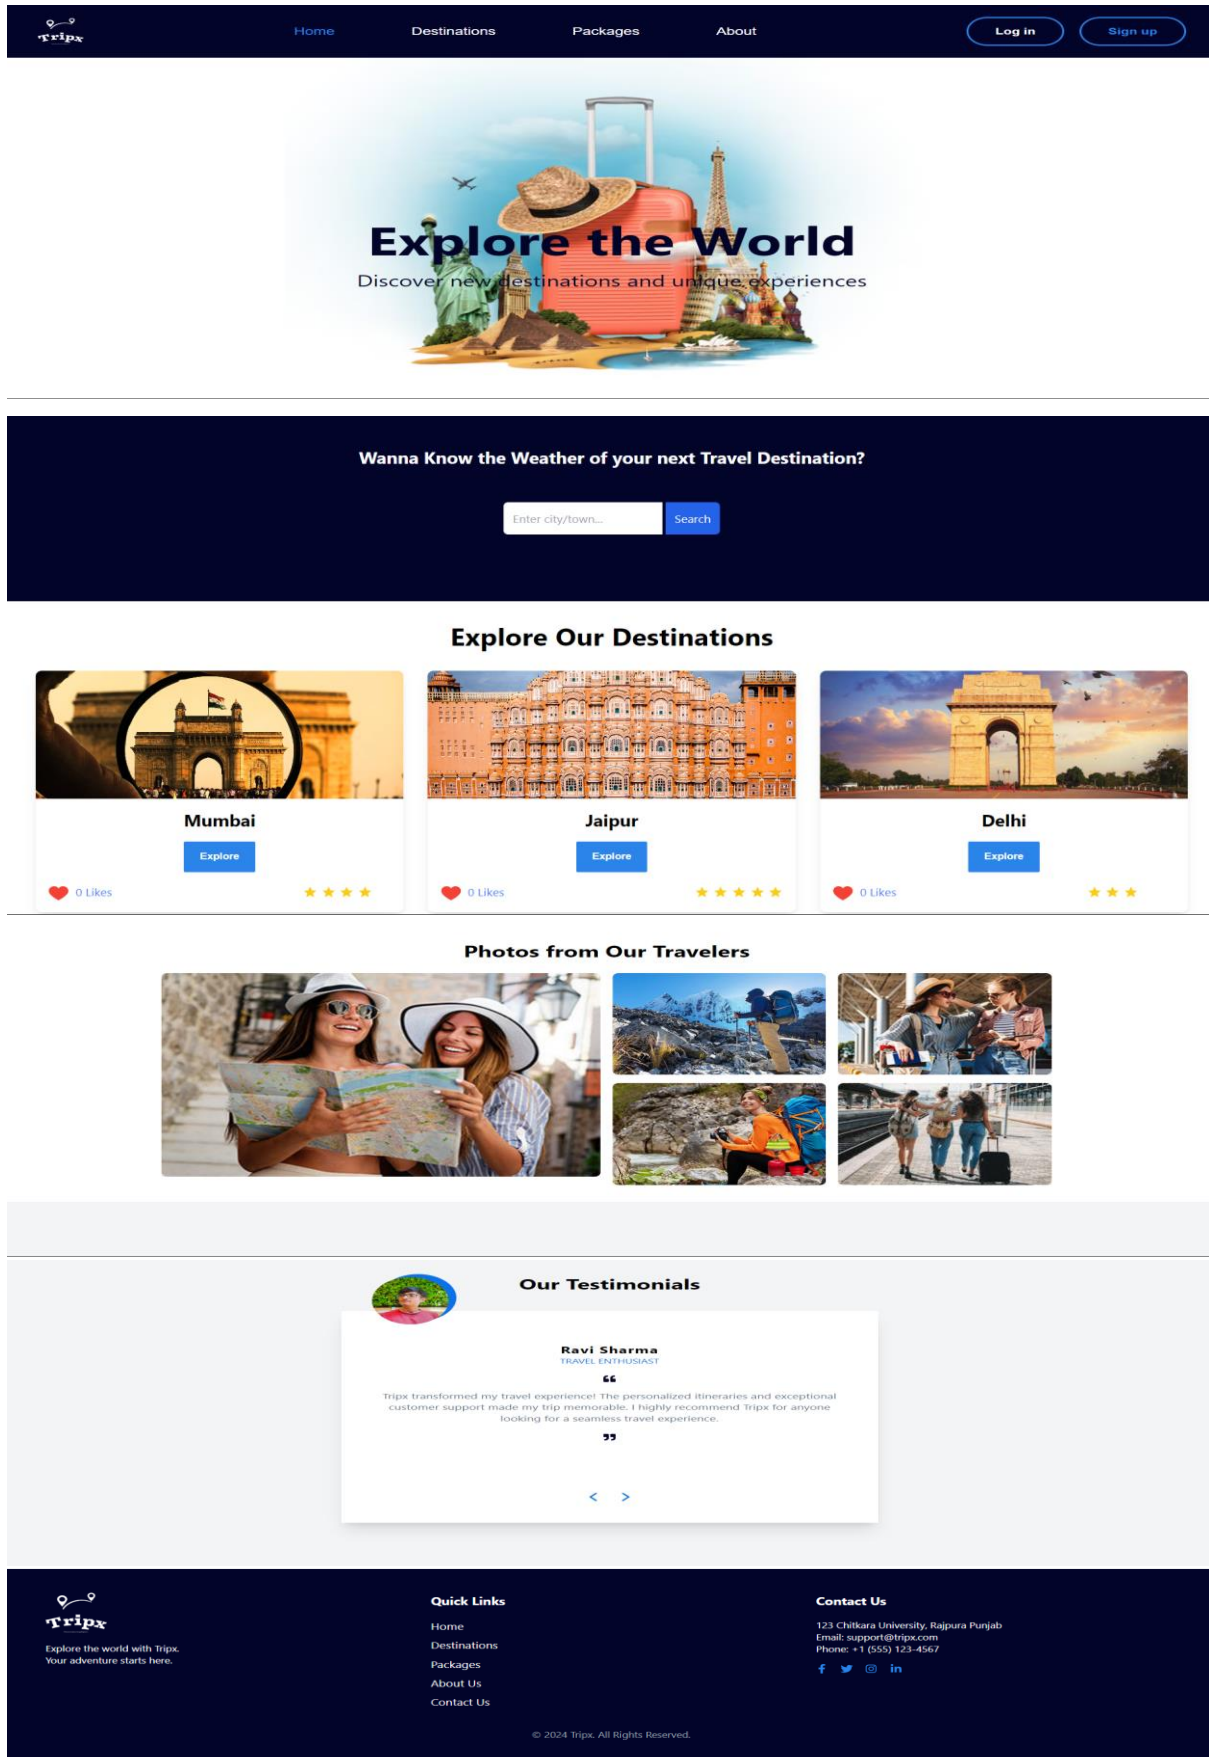 Tripx
Home
Destinations
Packages
About
Log in
Sign up
Explore the World
Discover new destinations and unique experiences
Wanna Know the Weather of your next Travel Destination?
Enter city/town...
Search
Explore Our Destinations
Mumbai
Explore
0 Likes
Jaipur
Explore
0 Likes
Delhi
Explore
0 Likes
Photos from Our Travelers
Our Testimonials
Ravi Sharma
TRAVEL ENTHUSIAST
“
Tripx transformed my travel experience! The personalized itineraries and exceptional
customer support made my trip memorable. I highly recommend Tripx for anyone
looking for a seamless travel experience.
”
< >
Tripx
Explore the world with Tripx.
Your adventure starts here.
Quick Links
Home
Destinations
Packages
About Us
Contact Us
Contact Us
123 Chitkara University, Rajpura Punjab
Email: support@tripx.com
Phone: +1 (555) 123-4567
© 2024 Tripx. All Rights Reserved.